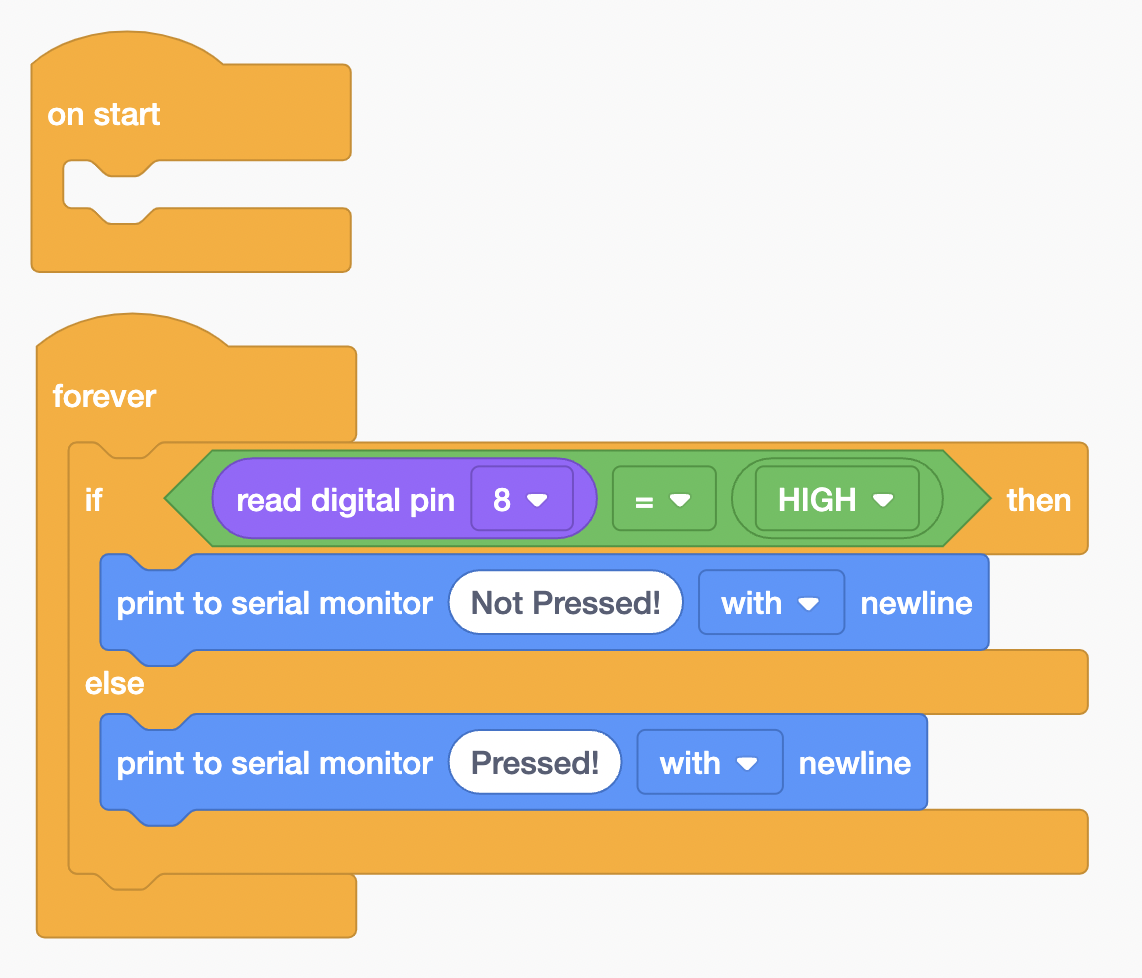 on start
forever
if read digital pin 8 = HIGH then
print to serial monitor Not Pressed! with newline
else
print to serial monitor Pressed! with newline